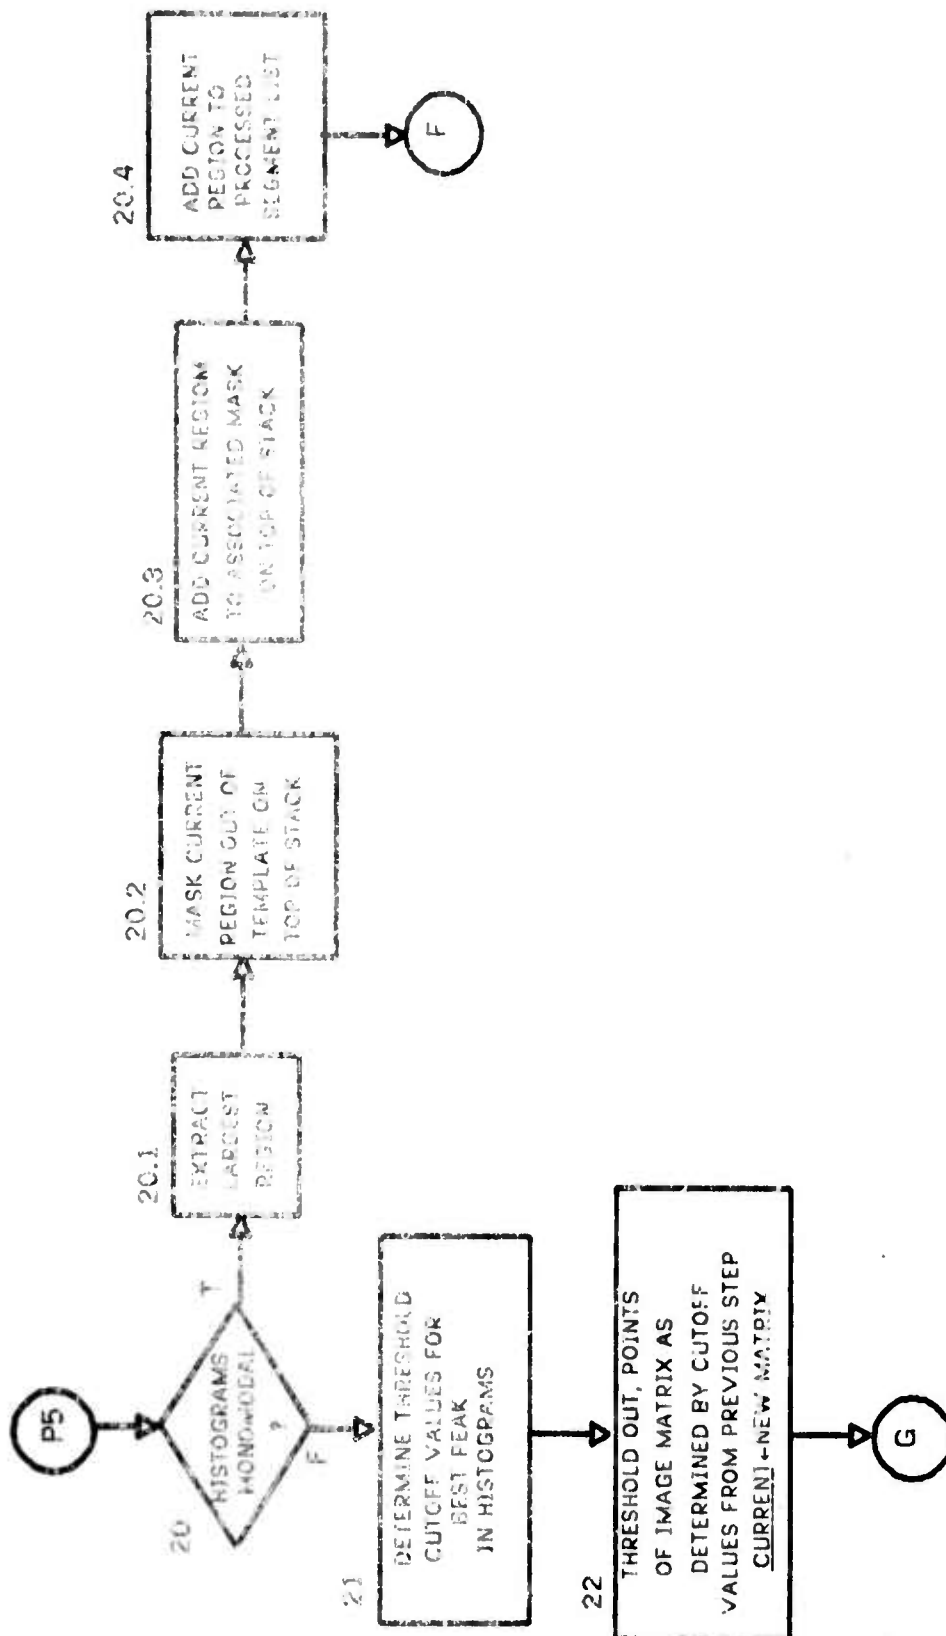 P5
20
HISTOGRAMS
MONOMODAL
?
T
F
20.1
EXTRACT
LARGEST
REGION
20.2
MASK CURRENT
REGION OUT OF
TEMPLATE ON
TOP OF STACK
20.3
ADD CURRENT REGION
TO ASSOCIATED MASK
ON TOP OF STACK
20.4
ADD CURRENT
REGION TO
PROCESSED
SEGMENT LIST
F
21
DETERMINE THRESHOLD
CUTOFF VALUES FOR
BEST PEAK
IN HISTOGRAMS
22
THRESHOLD OUT, POINTS
OF IMAGE MATRIX AS
DETERMINED BY CUTOFF
VALUES FROM PREVIOUS STEP
CURRENT←NEW MATRIX
G